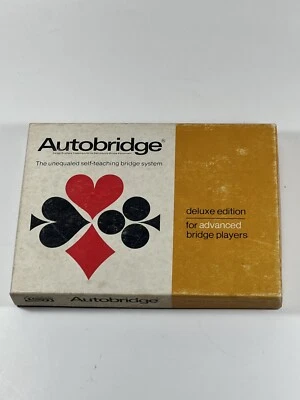 Autobridge®
The unequaled self-teaching bridge system
deluxe edition
for advanced
bridge players
Autobridge®